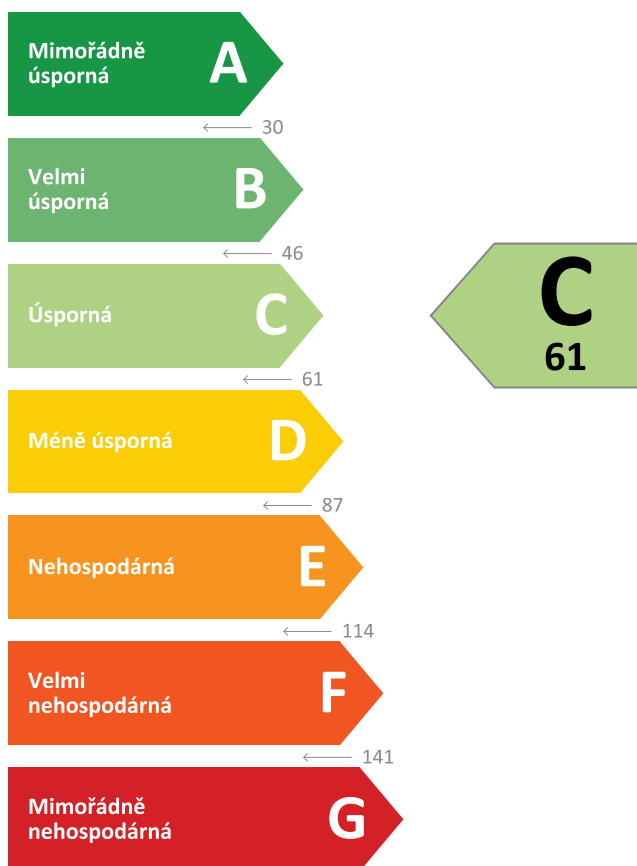 Mimořádně
úsporná
A
30
Velmi
úsporná
B
46
Úsporná
C
61
C
61
Méně úsporná
D
87
Nehospodárná
E
114
Velmi
nehospodárná
F
141
Mimořádně
nehospodárná
G